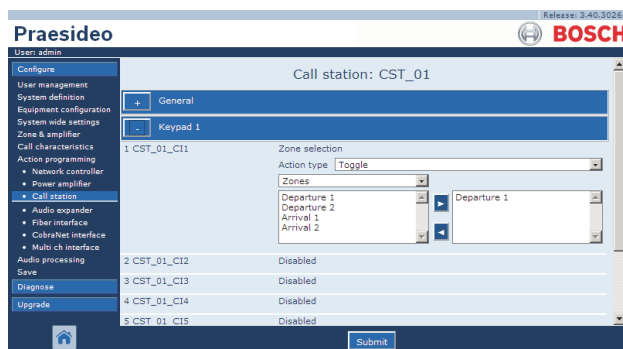 Release: 3.40.3026
Praesideo
BOSCH
User: admin
Configure
User management
System definition
Equipment configuration
System wide settings
Zone & amplifier
Call characteristics
Action programming
• Network controller
• Power amplifier
• Call station
• Audio expander
• Fiber interface
• CobraNet interface
• Multi ch interface
Audio processing
Save
Diagnose
Upgrade
Call station: CST_01
+ General
- Keypad 1
1 CST_01_CI1 Zone selection
Action type Toggle
Zones
Departure 1
Departure 2
Arrival 1
Arrival 2
Departure 1
2 CST_01_CI2 Disabled
3 CST_01_CI3 Disabled
4 CST_01_CI4 Disabled
5 CST_01_CI5 Disabled
Submit